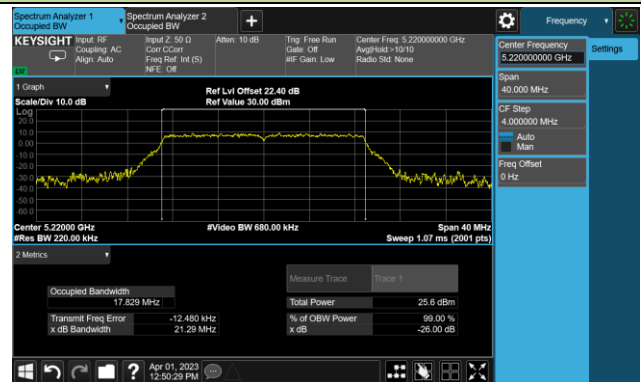 Spectrum Analyzer 1
Occupied BW
Spectrum Analyzer 2
Occupied BW
Frequency
KEYSIGHT
Input: RF
Coupling: AC
Align: Auto
Input Z: 50 Ω
Corr CCorr
Freq Ref: Int (S)
NFE: Off
Atten: 10 dB
Trig: Free Run
Gate: Off
#IF Gain: Low
Center Freq: 5.220000000 GHz
Avg|Hold:>10/10
Radio Std: None
Center Frequency
5.220000000 GHz
Settings
Span
40.000 MHz
CF Step
4.000000 MHz
Auto
Man
Freq Offset
0 Hz
1 Graph
Scale/Div 10.0 dB
Ref Lvl Offset 22.40 dB
Ref Value 30.00 dBm
Log
20.0
10.0
0.00
-10.0
-20.0
-30.0
-40.0
-50.0
-60.0
Center 5.22000 GHz
#Res BW 220.00 kHz
#Video BW 680.00 kHz
Span 40 MHz
Sweep 1.07 ms (2001 pts)
2 Metrics
Measure Trace
Trace 1
Occupied Bandwidth
17.829 MHz
Total Power
25.6 dBm
Transmit Freq Error
-12.480 kHz
% of OBW Power
99.00 %
x dB Bandwidth
21.29 MHz
x dB
-26.00 dB
?
Apr 01, 2023
12:50:29 PM